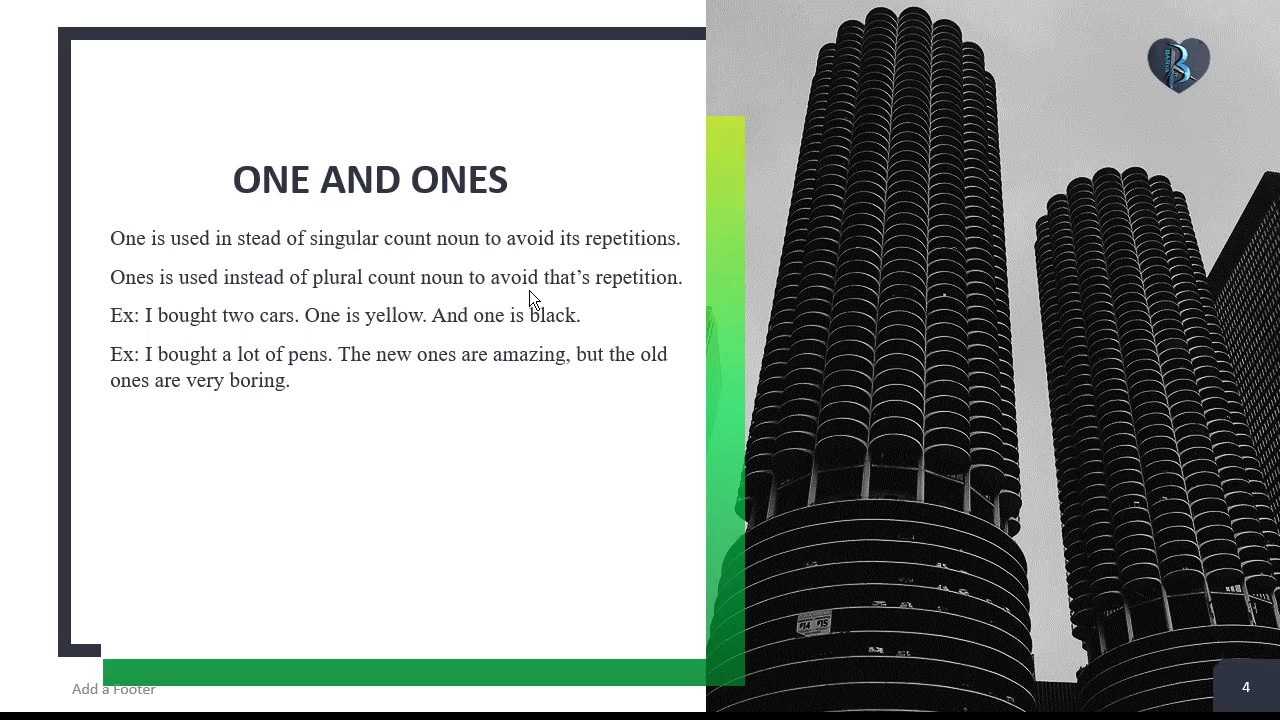 ONE AND ONES
One is used in stead of singular count noun to avoid its repetitions.
Ones is used instead of plural count noun to avoid that’s repetition.
Ex: I bought two cars. One is yellow. And one is black.
Ex: I bought a lot of pens. The new ones are amazing, but the old
ones are very boring.
Add a Footer
4